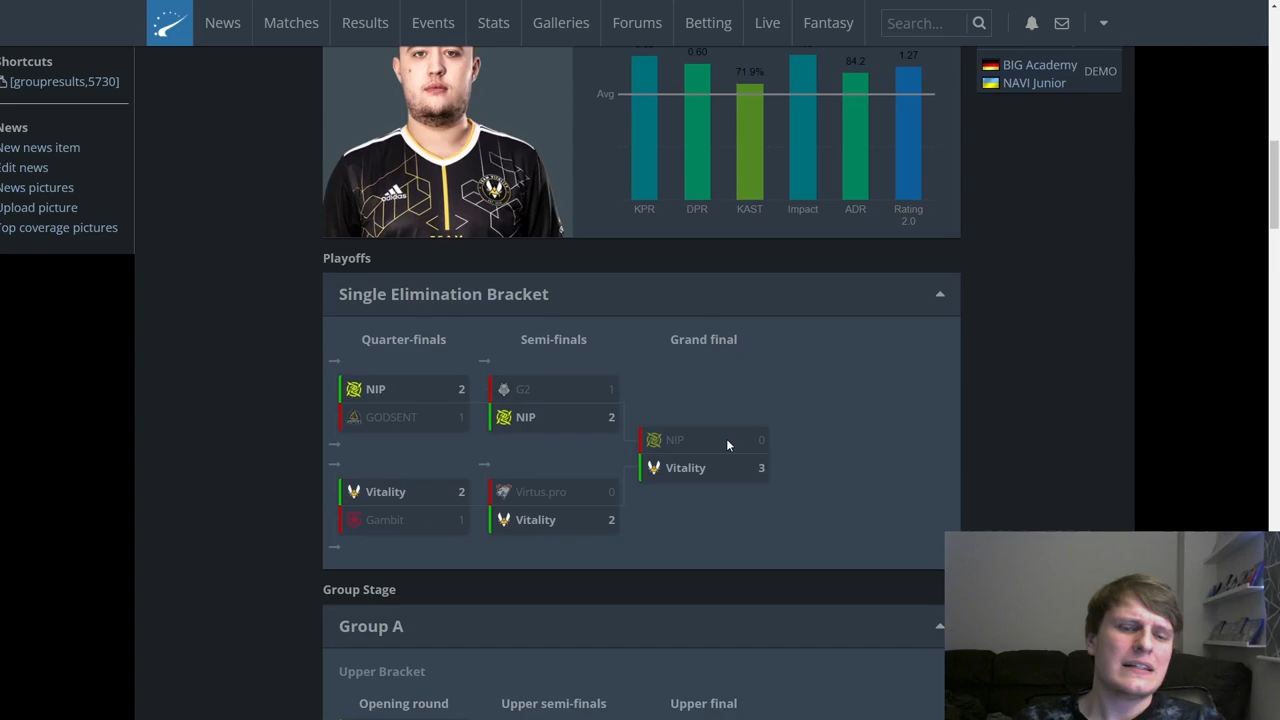 News Matches Results Events Stats Galleries Forums Betting Live Fantasy Search...
Shortcuts
[groupresults,5730]
News
New news item
Edit news
News pictures
Upload picture
Top coverage pictures
0.60
71.9%
84.2
1.27
Avg
KPR DPR KAST Impact ADR Rating
2.0
BIG Academy
NAVI Junior
DEMO
Playoffs
Single Elimination Bracket
Quarter-finals Semi-finals Grand final
NIP 2
GODSENT 1
G2 1
NIP 2
NIP 0
Vitality 3
Vitality 2
Gambit 1
Virtus.pro 0
Vitality 2
Group Stage
Group A
Upper Bracket
Opening round Upper semi-finals Upper final